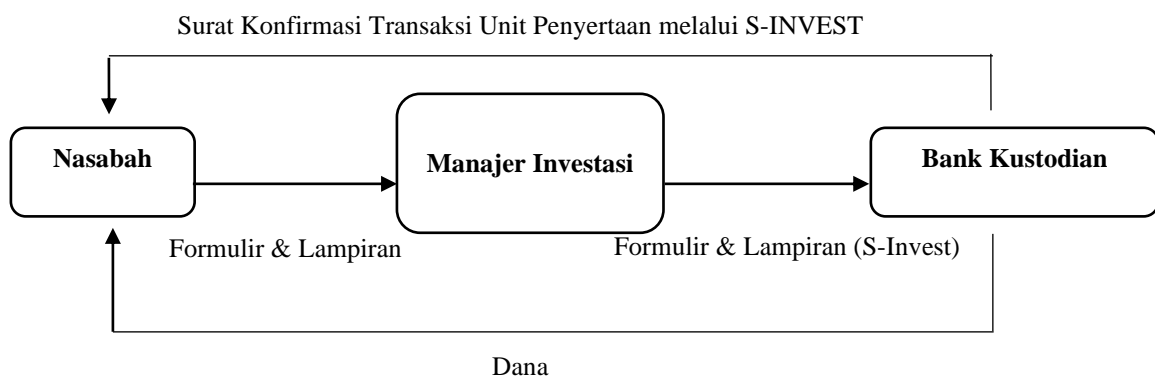 Surat Konfirmasi Transaksi Unit Penyertaan melalui S-INVEST
Nasabah
Manajer Investasi
Bank Kustodian
Formulir & Lampiran
Formulir & Lampiran (S-Invest)
Dana